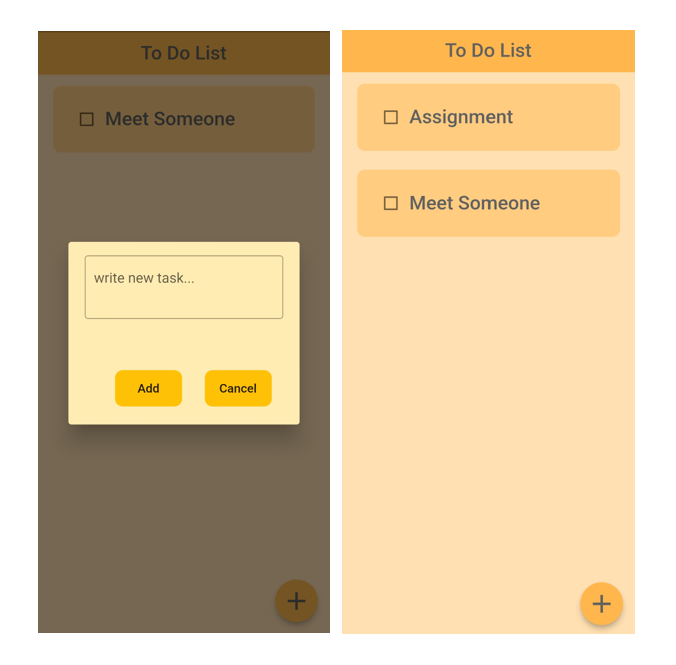 To Do List
Meet Someone
write new task...
Add
Cancel
To Do List
Assignment
Meet Someone